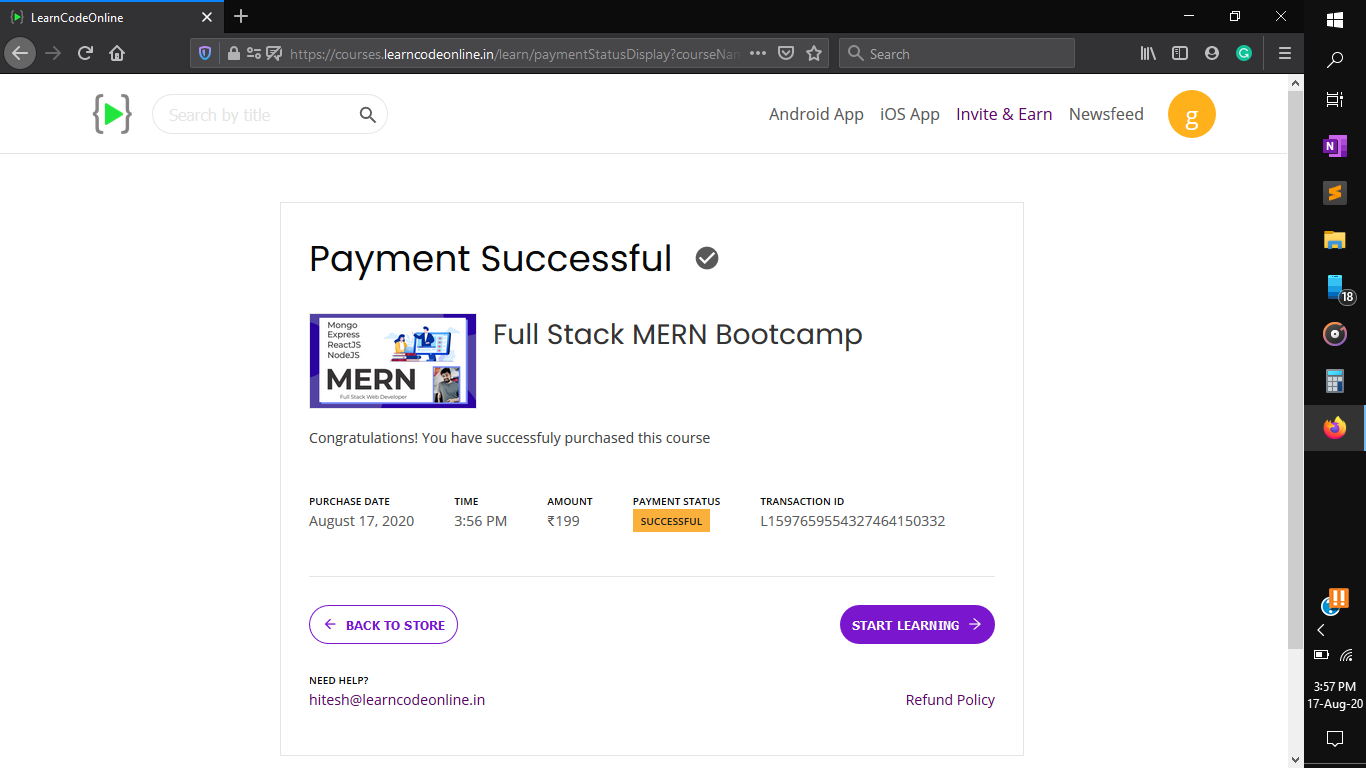 LearnCodeOnline
https://courses.learncodeonline.in/learn/paymentStatusDisplay?courseNam
Search
Search by title
Android App
iOS App
Invite & Earn
Newsfeed
g
Payment Successful
Mongo
Express
ReactJS
NodeJS
MERN
Full Stack Web Developer
Full Stack MERN Bootcamp
Congratulations! You have successfuly purchased this course
PURCHASE DATE TIME AMOUNT PAYMENT STATUS TRANSACTION ID
August 17, 2020 3:56 PM ₹199 SUCCESSFUL L1597659554327464150332
BACK TO STORE
START LEARNING
NEED HELP?
hitesh@learncodeonline.in
Refund Policy
N
18
3:57 PM
17-Aug-20